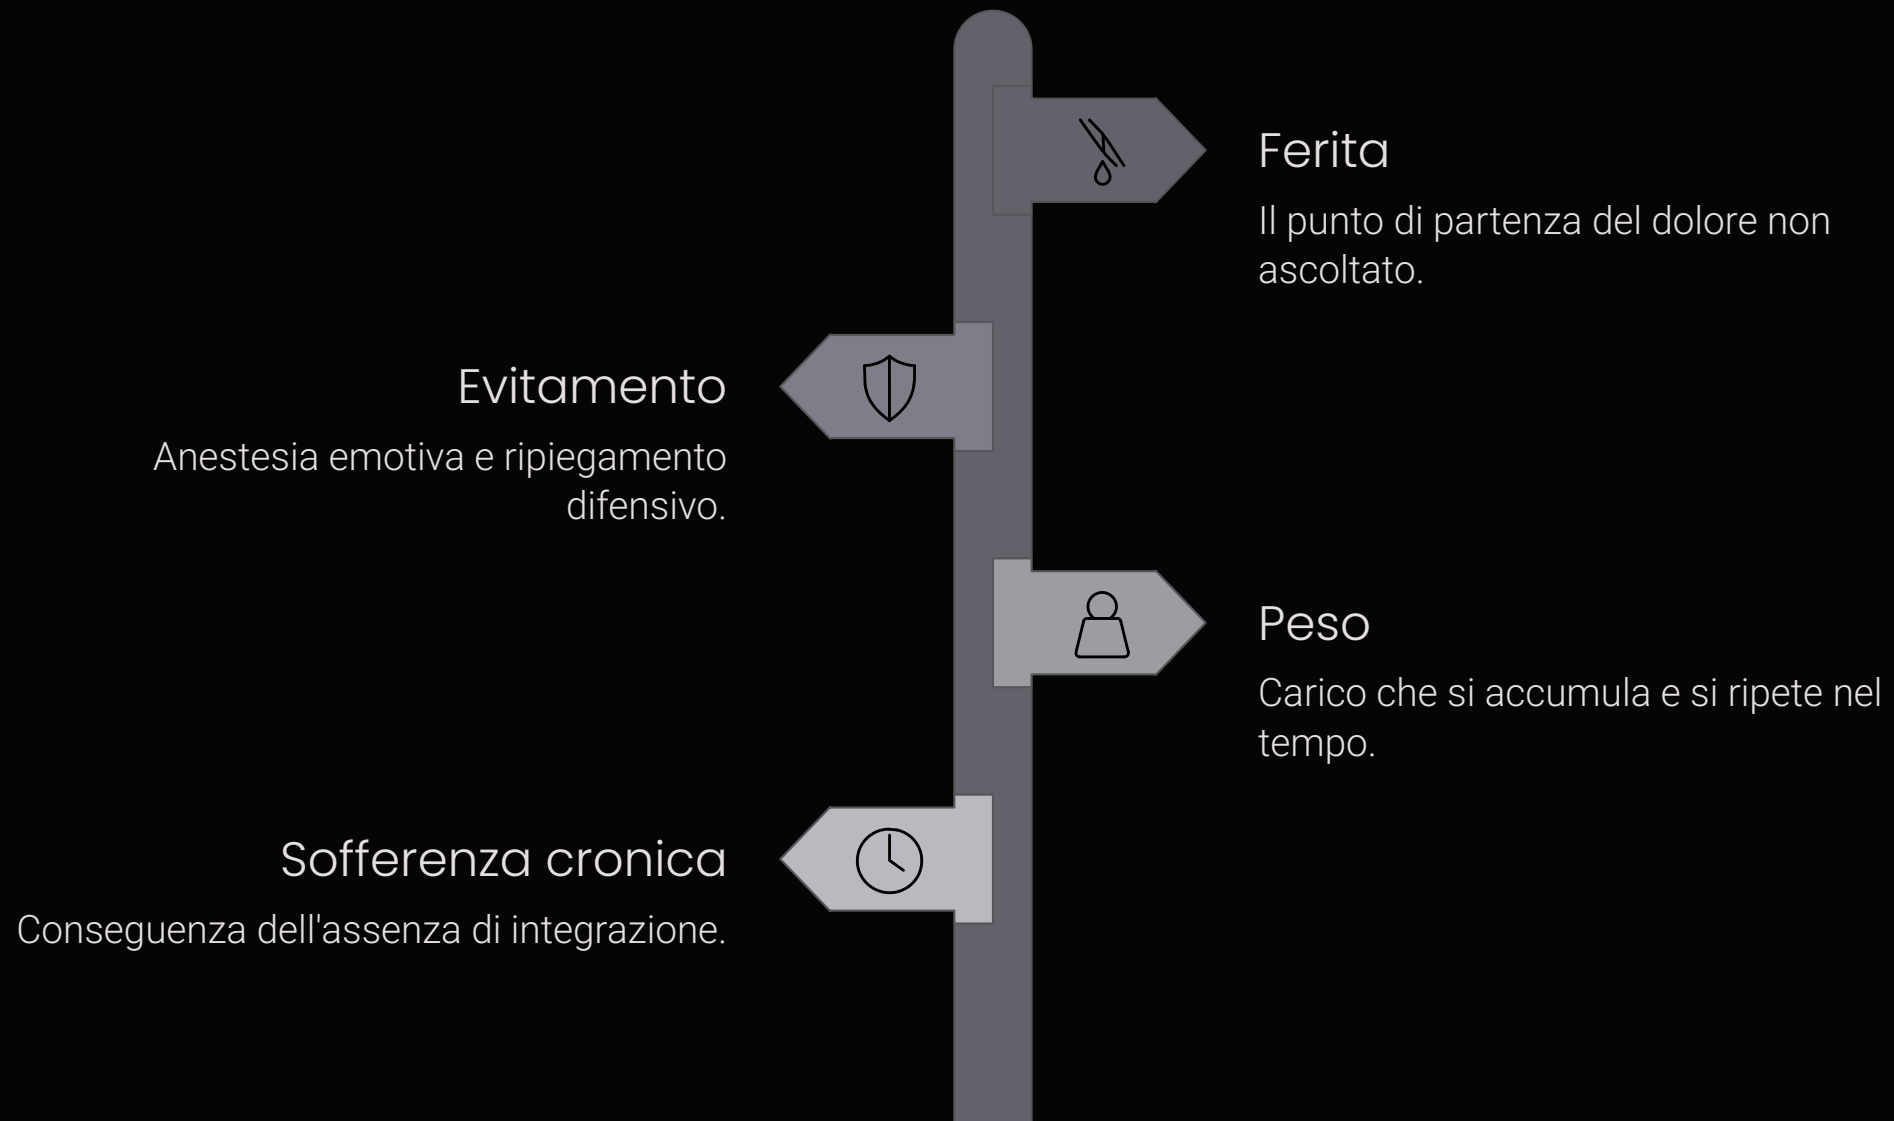 Ferita
Il punto di partenza del dolore non
ascoltato.
Evitamento
Anestesia emotiva e ripiegamento
difensivo.
Peso
Carico che si accumula e si ripete nel
tempo.
Sofferenza cronica
Conseguenza dell'assenza di integrazione.